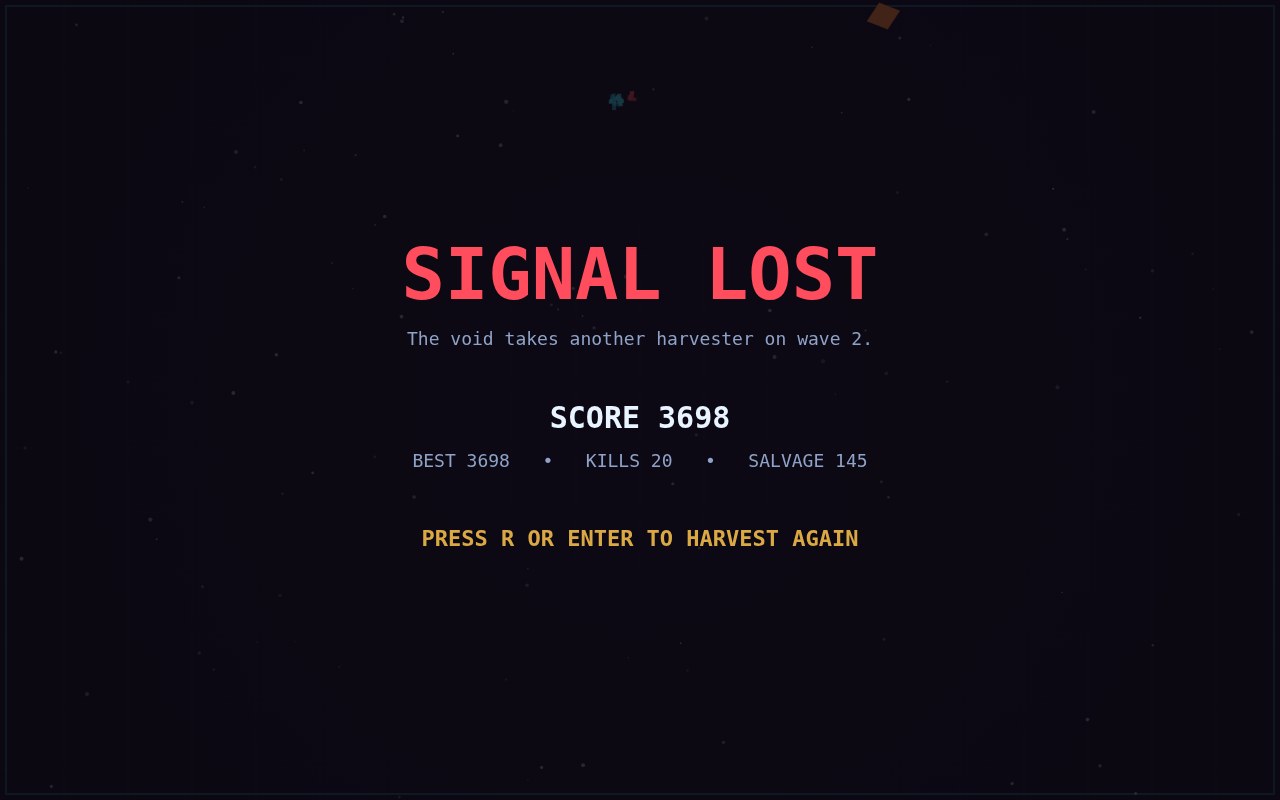 SIGNAL LOST
The void takes another harvester on wave 2.
SCORE 3698
BEST 3698 • KILLS 20 • SALVAGE 145
PRESS R OR ENTER TO HARVEST AGAIN